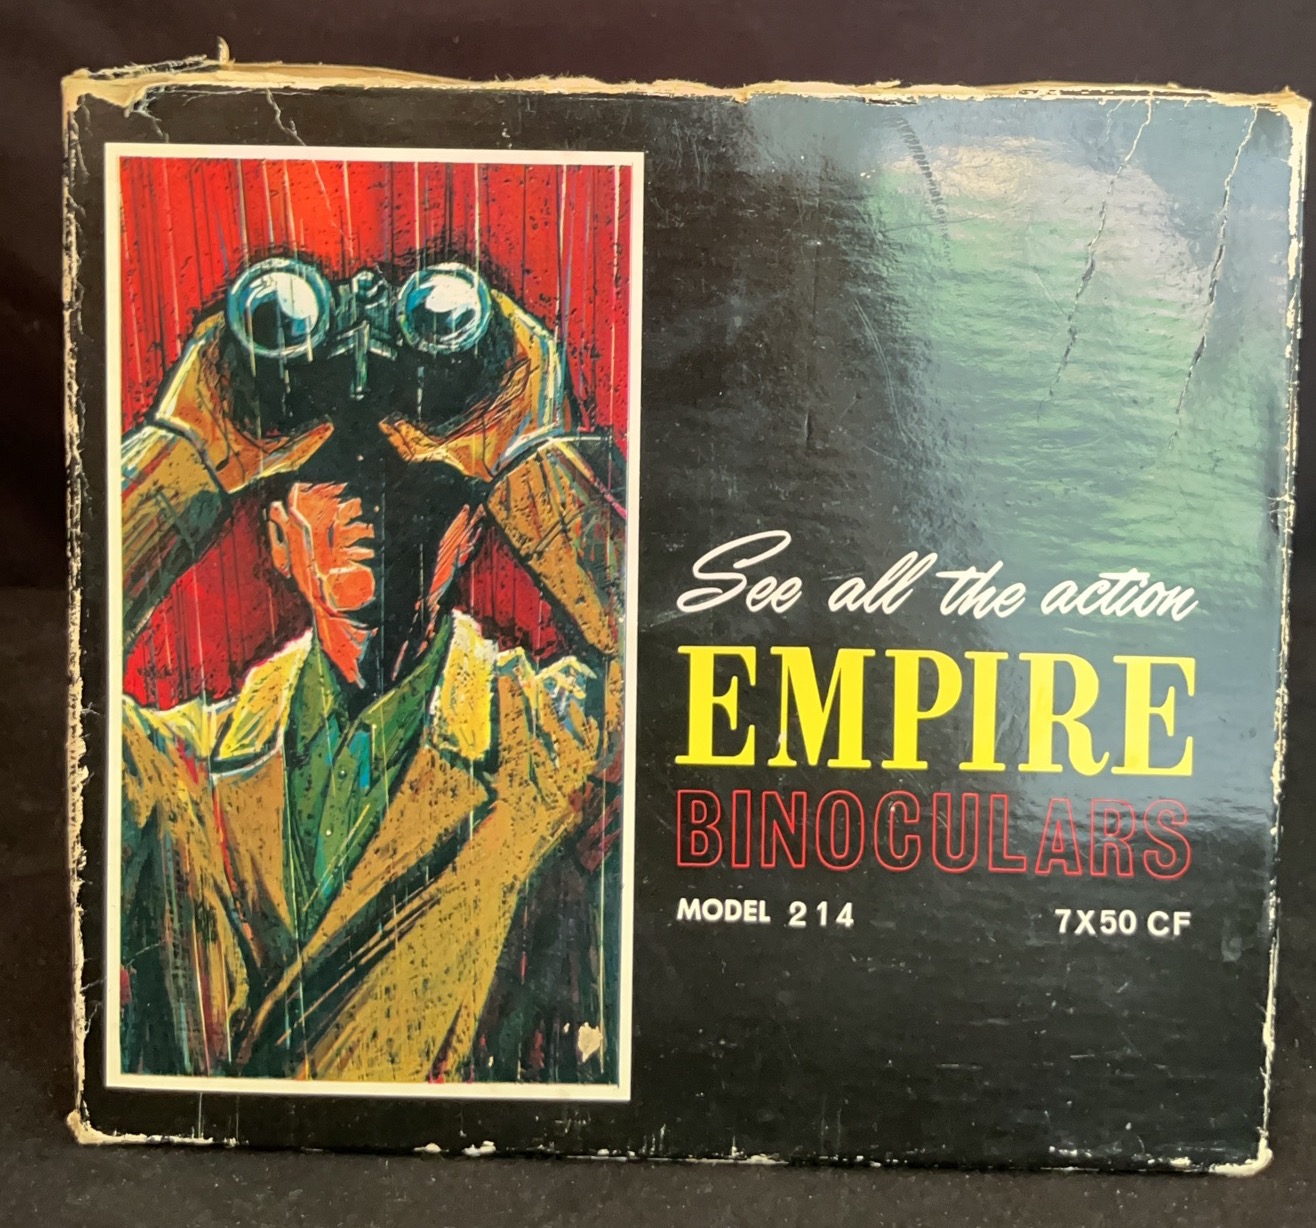 See all the action
EMPIRE
BINOCULARS
MODEL 214 7X50 CF